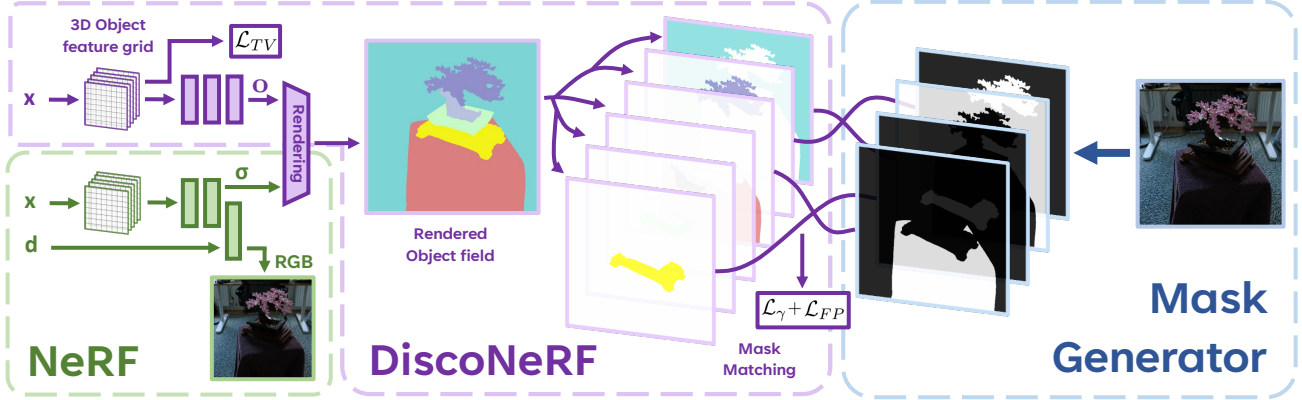 3D Object
feature grid
ℒ_TV
x
O
Rendering
x
σ
d
RGB
NeRF
Rendered
Object field
DiscoNeRF
ℒ_γ + ℒ_FP
Mask
Matching
Mask
Generator